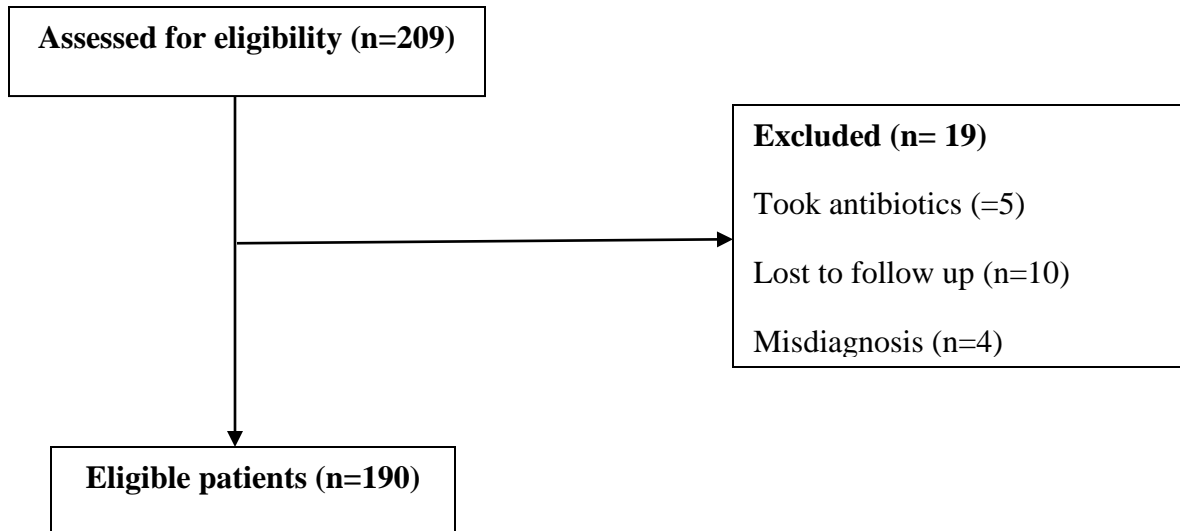 Assessed for eligibility (n=209)
Excluded (n= 19)
Took antibiotics (=5)
Lost to follow up (n=10)
Misdiagnosis (n=4)
Eligible patients (n=190)